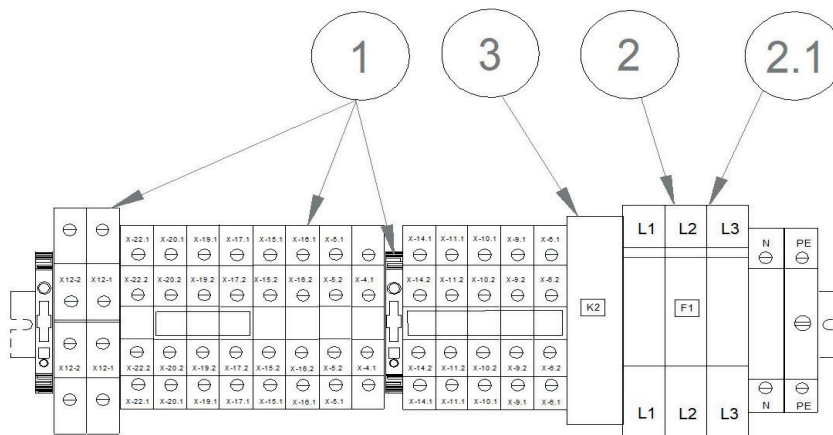 1 3 2 2.1
L1 L2 L3
X-22.1 X-20.1 X-19.1 X-17.1 X-15.1 X-16.1 X-5.1 X-14.1 X-11.1 X-10.1 X-9.1 X-6.1
N PE
X12-2 X12-1 X-22.2 X-20.2 X-19.2 X-17.2 X-15.2 X-16.2 X-5.2 X-4.1 X-14.2 X-11.2 X-10.2 X-9.2 X-6.2
K2 F1
X12-2 X12-1 X-22.2 X-20.2 X-19.2 X-17.2 X-15.2 X-16.2 X-5.2 X-4.1 X-14.2 X-11.2 X-10.2 X-9.2 X-6.2
X-22.1 X-20.1 X-19.1 X-17.1 X-15.1 X-16.1 X-5.1 X-14.1 X-11.1 X-10.1 X-9.1 X-6.1
L1 L2 L3
N PE